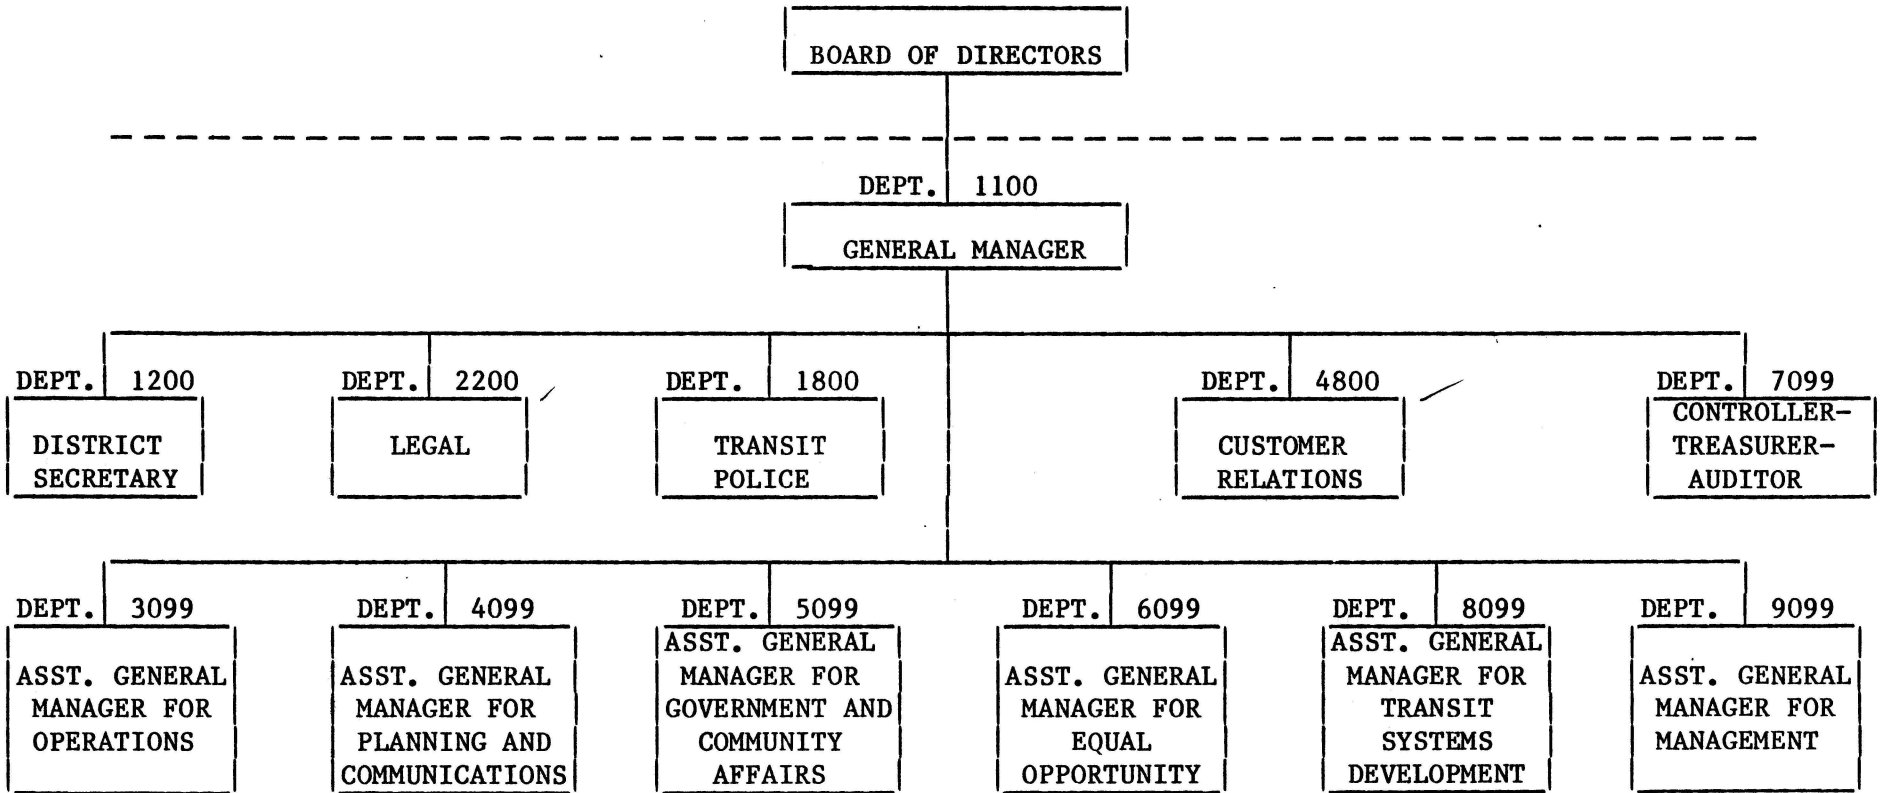 BOARD OF DIRECTORS
DEPT. 1100
GENERAL MANAGER
DEPT. 1200
DISTRICT
SECRETARY
DEPT. 2200
LEGAL
DEPT. 1800
TRANSIT
POLICE
DEPT. 4800
CUSTOMER
RELATIONS
DEPT. 7099
CONTROLLER-
TREASURER-
AUDITOR
DEPT. 3099
ASST. GENERAL
MANAGER FOR
OPERATIONS
DEPT. 4099
ASST. GENERAL
MANAGER FOR
PLANNING AND
COMMUNICATIONS
DEPT. 5099
ASST. GENERAL
MANAGER FOR
GOVERNMENT AND
COMMUNITY
AFFAIRS
DEPT. 6099
ASST. GENERAL
MANAGER FOR
EQUAL
OPPORTUNITY
DEPT. 8099
ASST. GENERAL
MANAGER FOR
TRANSIT
SYSTEMS
DEVELOPMENT
DEPT. 9099
ASST. GENERAL
MANAGER FOR
MANAGEMENT